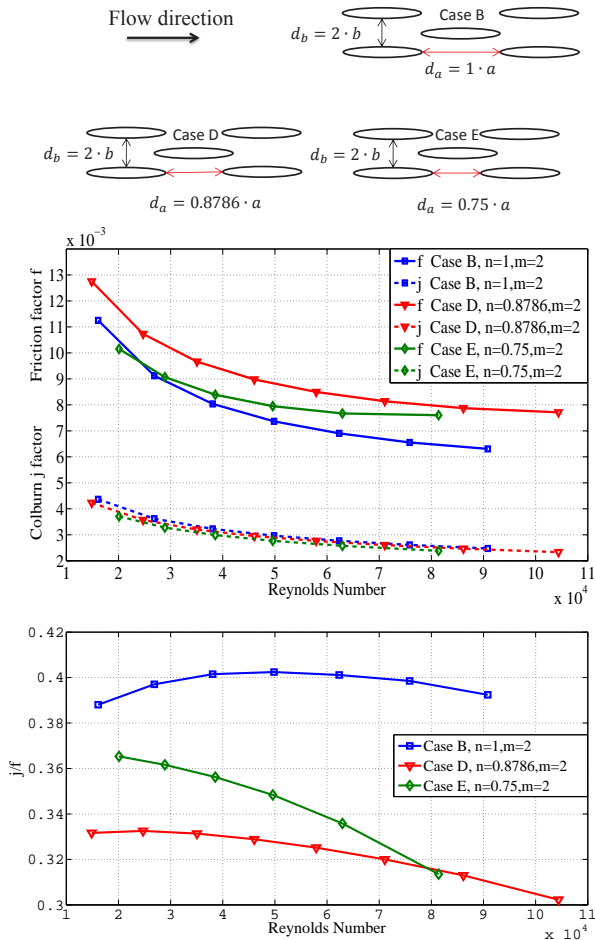 Flow direction
Case B
d_b = 2 · b
d_a = 1 · a
Case D
d_b = 2 · b
d_a = 0.8786 · a
Case E
d_b = 2 · b
d_a = 0.75 · a
x 10^-3
13
12
11
10
9
8
7
6
5
4
3
2
Friction factor f
Colburn j factor
f Case B, n=1,m=2
j Case B, n=1,m=2
f Case D, n=0.8786,m=2
j Case D, n=0.8786,m=2
f Case E, n=0.75,m=2
j Case E, n=0.75,m=2
1 2 3 4 5 6 7 8 9 10 11
Reynolds Number
x 10^4
0.42
0.4
0.38
0.36
0.34
0.32
0.3
j/f
Case B, n=1,m=2
Case D, n=0.8786,m=2
Case E, n=0.75,m=2
1 2 3 4 5 6 7 8 9 10 11
Reynolds Number
x 10^4